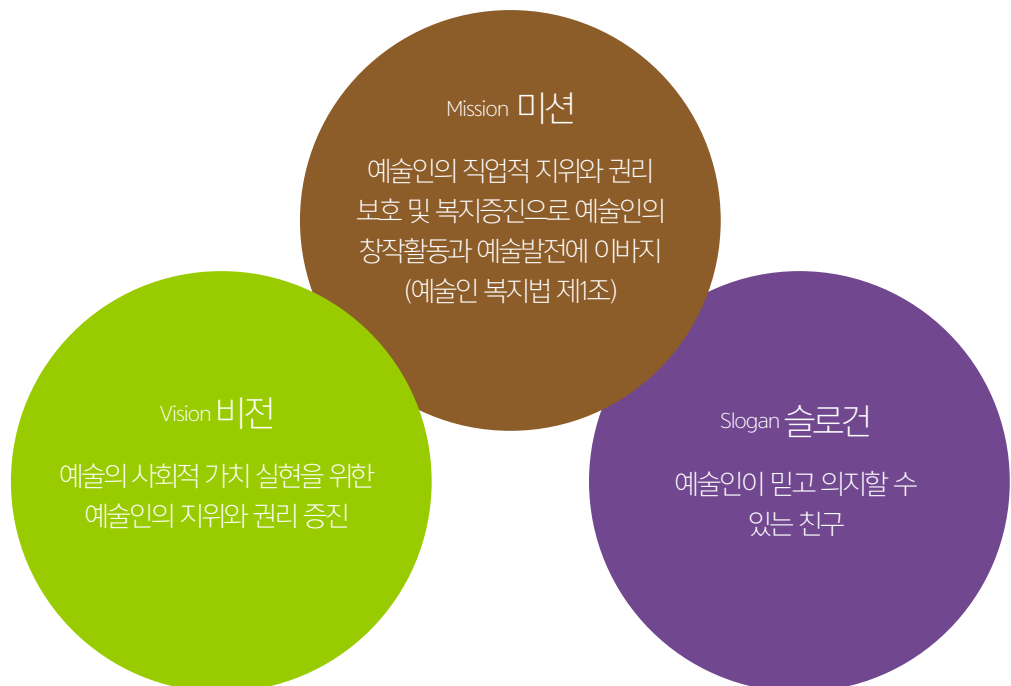 Mission 미션
예술인의 직업적 지위와 권리
보호 및 복지증진으로 예술인의
창작활동과 예술발전에 이바지
(예술인 복지법 제1조)
Vision 비전
예술의 사회적 가치 실현을 위한
예술인의 지위와 권리 증진
Slogan 슬로건
예술인이 믿고 의지할 수
있는 친구